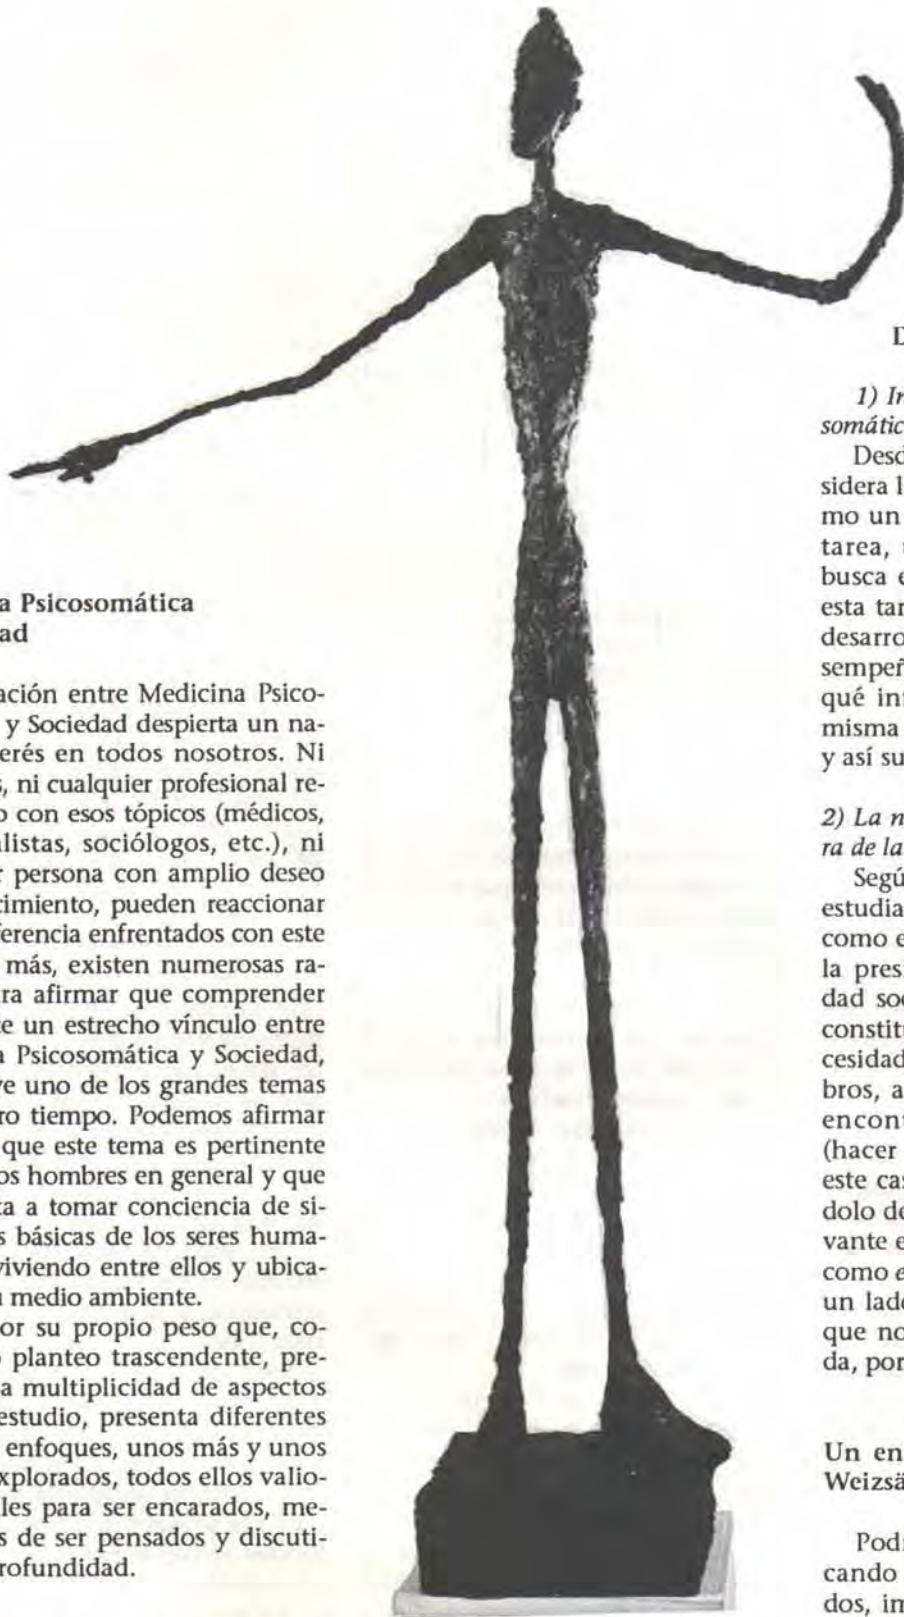 a Psicosomática
ad
ación entre Medicina Psico-
y Sociedad despierta un na-
erés en todos nosotros. Ni
s, ni cualquier profesional re-
o con esos tópicos (médicos,
alistas, sociólogos, etc.), ni
r persona con amplio deseo
cimiento, pueden reaccionar
ferencia enfrentados con este
más, existen numerosas ra-
ra afirmar que comprender
te un estrecho vínculo entre
a Psicosomática y Sociedad,
ye uno de los grandes temas
ro tiempo. Podemos afirmar
que este tema es pertinente
os hombres en general y que
ta a tomar conciencia de si-
s básicas de los seres huma-
viviendo entre ellos y ubica-
u medio ambiente.
or su propio peso que, co-
o planteo trascendente, pre-
a multiplicidad de aspectos
estudio, presenta diferentes
enfoques, unos más y unos
explorados, todos ellos valio-
les para ser encarados, me-
s de ser pensados y discuti-
rofundidad.
D
1) In
somátic
Desd
sidera l
mo un
tarea, 
busca e
esta tar
desarro
sempeñ
qué inf
misma
y así su
2) La n
ra de la
Segú
estudia
como e
la presi
dad soc
constitu
cesidad
bros, a
encont
(hacer
este cas
dolo de
vante e
como e
un lado
que no
da, por
Un en
Weizsä
Podr
cando
dos, im